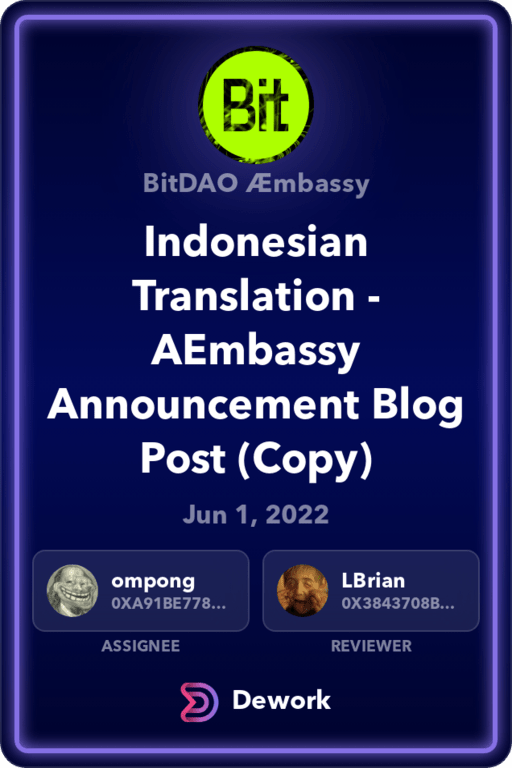 Bit
BitDAO Æmbassy
Indonesian
Translation -
AEmbassy
Announcement Blog
Post (Copy)
Jun 1, 2022
ompong
0XA91BE778...
LBrian
0X3843708B...
ASSIGNEE
REVIEWER
Dework